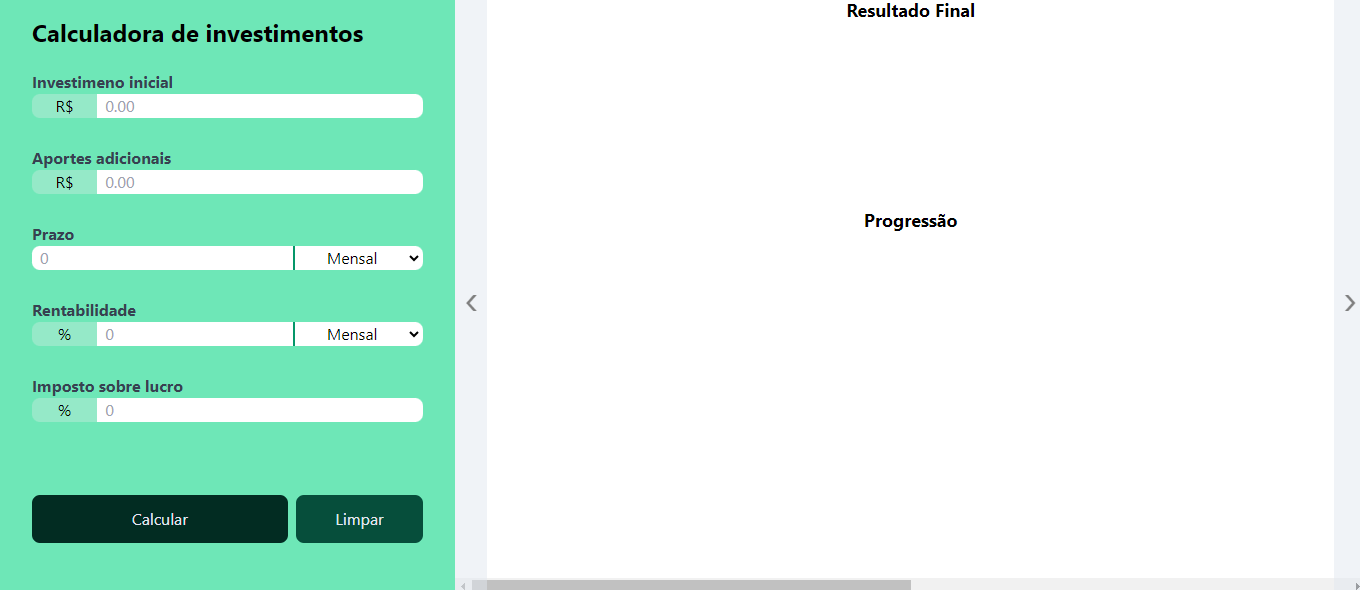 Calculadora de investimentos
Investimeno inicial
R$ 0.00
Aportes adicionais
R$ 0.00
Prazo
0 Mensal
Rentabilidade
% 0 Mensal
Imposto sobre lucro
% 0
Calcular Limpar
Resultado Final
Progressão